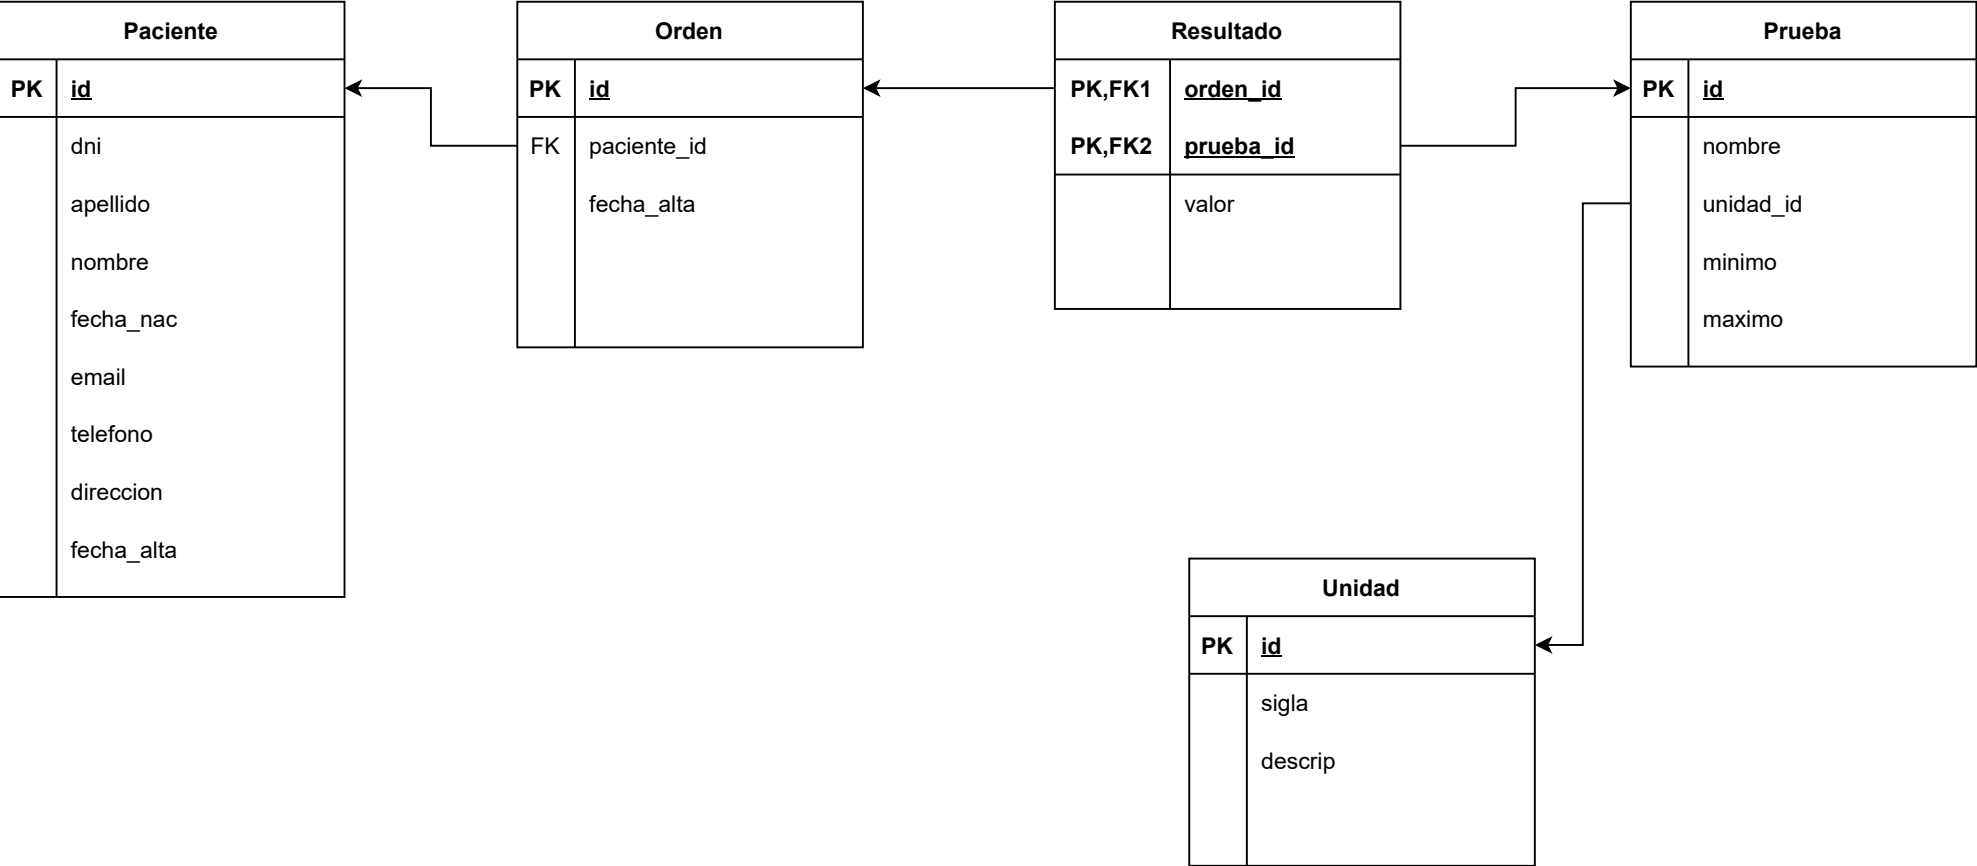 Paciente
PK id
dni
apellido
nombre
fecha_nac
email
telefono
direccion
fecha_alta
Orden
PK id
FK paciente_id
fecha_alta
Resultado
PK,FK1 orden_id
PK,FK2 prueba_id
valor
Prueba
PK id
nombre
unidad_id
minimo
maximo
Unidad
PK id
sigla
descrip